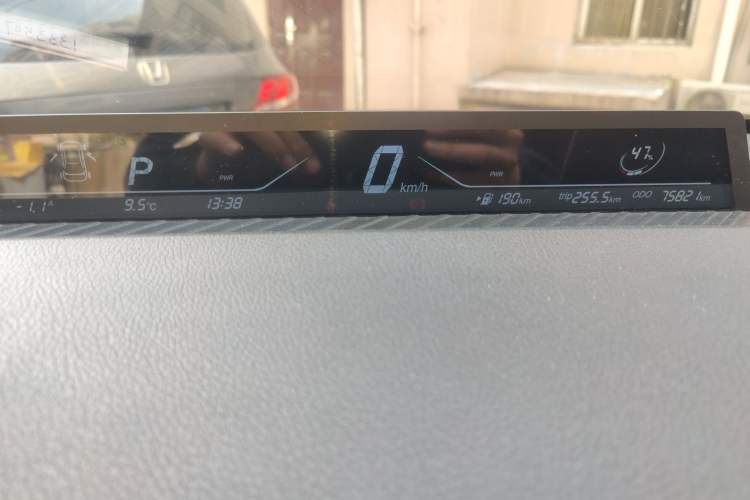 47%
P
PWR
0 km/h
PWR
-1.1A
9.5°C
13:38
190km
trip 255.5km
ODO 7582 km